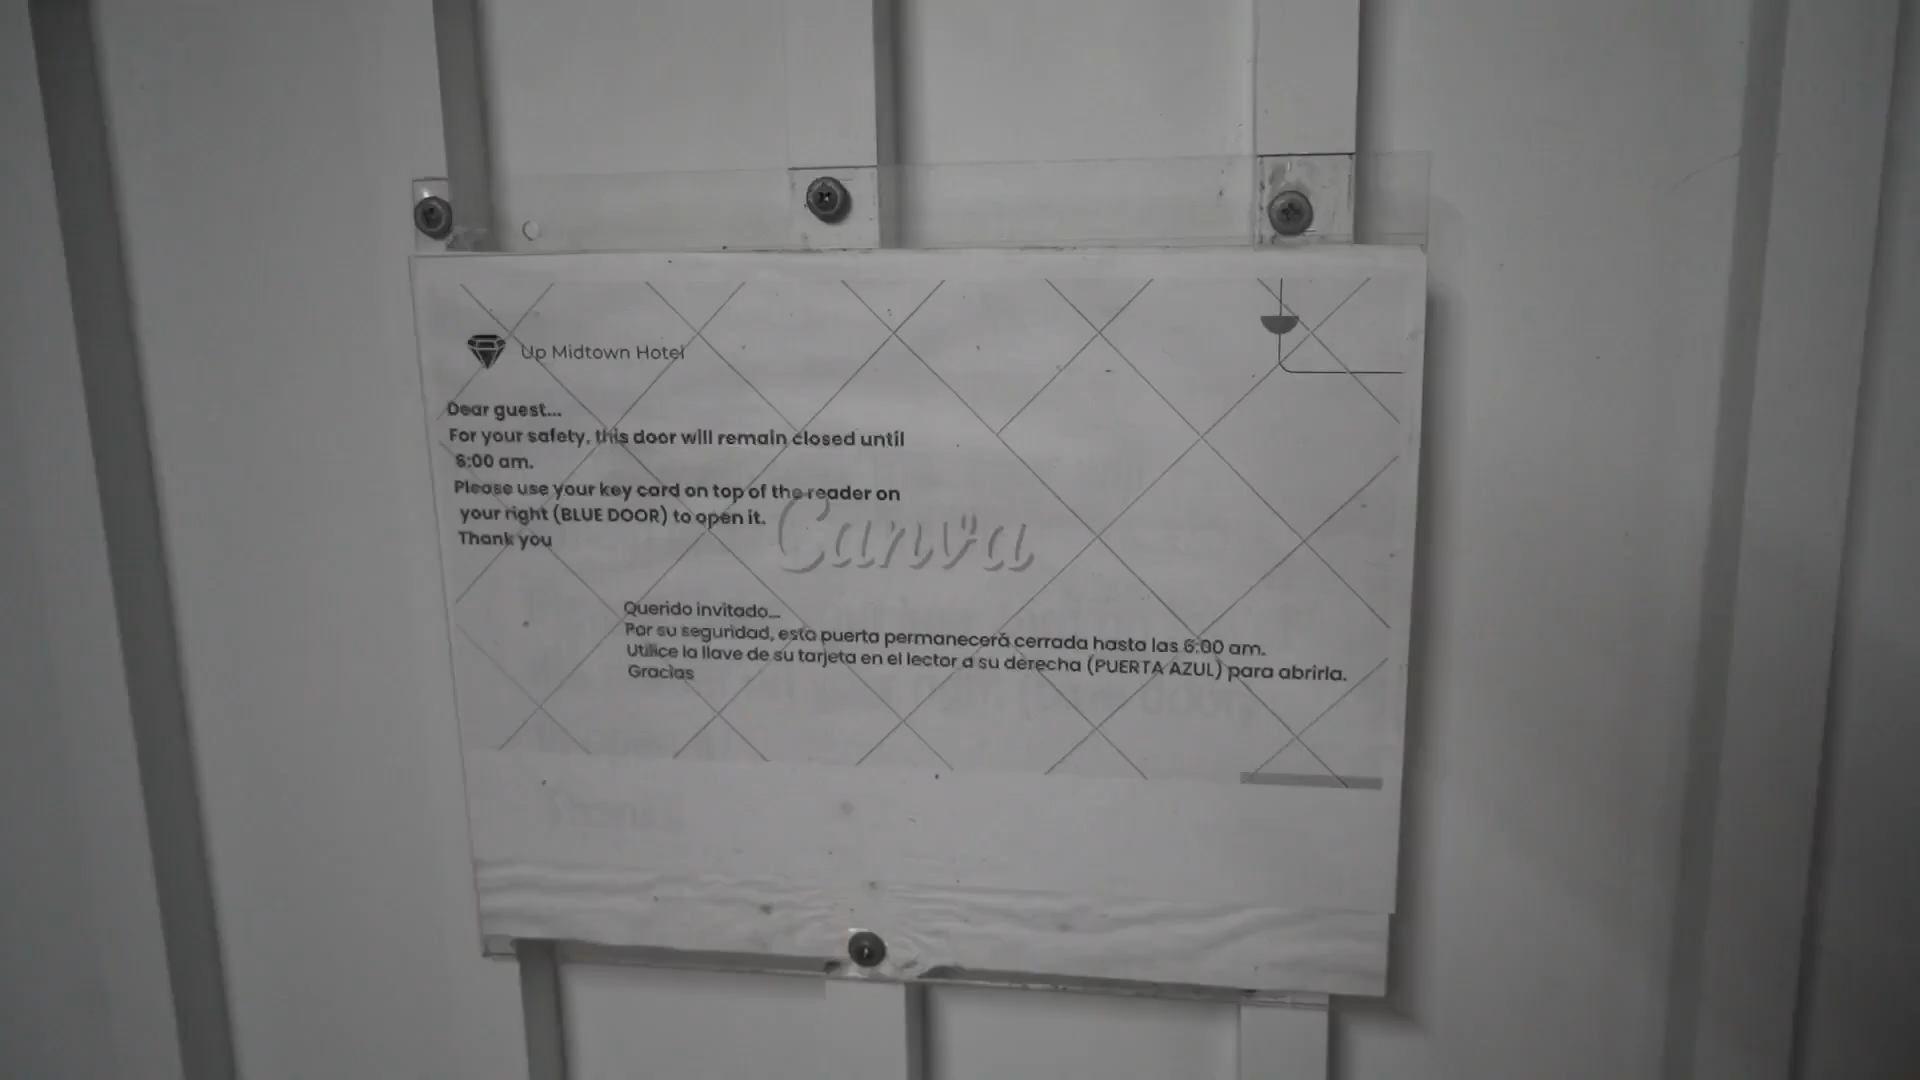 Up Midtown Hotel
Dear guest...
For your safety, this door will remain closed until
6:00 am.
Please use your key card on top of the reader on
your right (BLUE DOOR) to open it.
Thank you
Canva
Querido invitado...
Por su seguridad, esta puerta permanecerá cerrada hasta las 6:00 am.
Utilice la llave de su tarjeta en el lector a su derecha (PUERTA AZUL) para abrirla.
Gracias